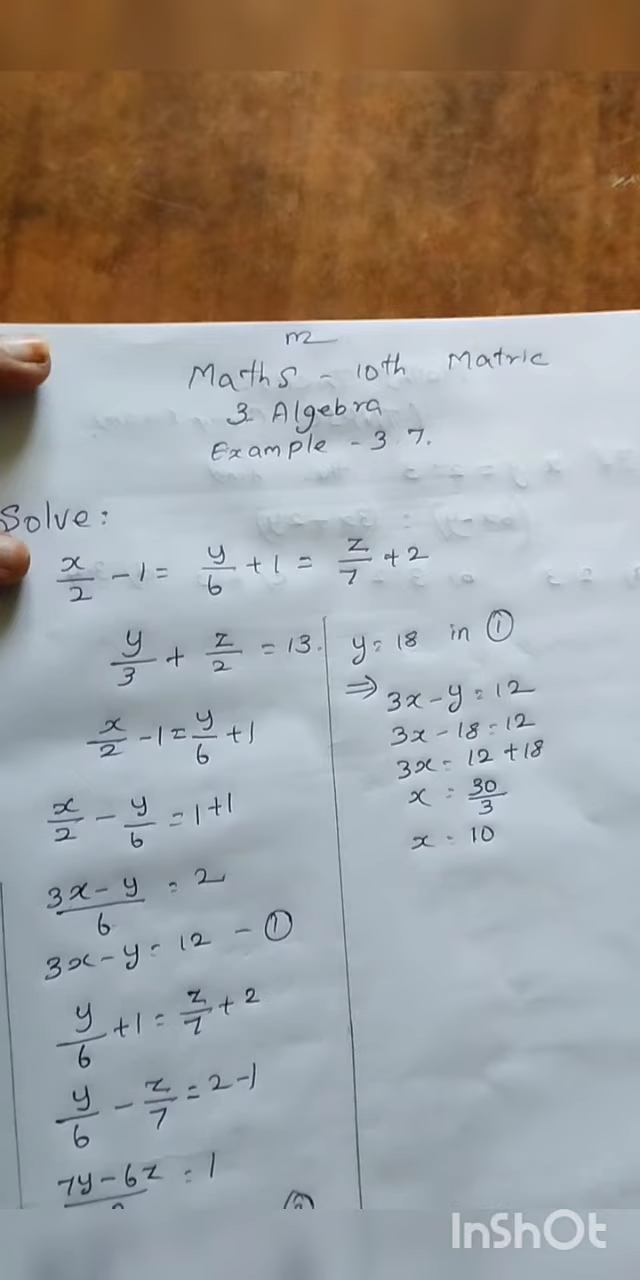 m2
Maths - 10th Matric
3 Algebra
Example - 3.7.
Solve:
x/2 - 1 = y/6 + 1 = z/7 + 2
y/3 + z/2 = 13.
x/2 - 1 = y/6 + 1
x/2 - y/6 = 1+1
3x - y/6 = 2
3x - y = 12 - ①
y/6 + 1 = z/7 + 2
y/6 - z/7 = 2-1
7y - 6z = 1
y = 18 in ①
⇒ 3x - y = 12
3x - 18 = 12
3x = 12 + 18
x = 30/3
x = 10
InShOt